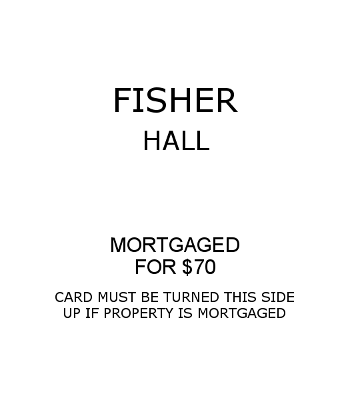 FISHER
HALL
MORTGAGED
FOR $70
CARD MUST BE TURNED THIS SIDE
UP IF PROPERTY IS MORTGAGED